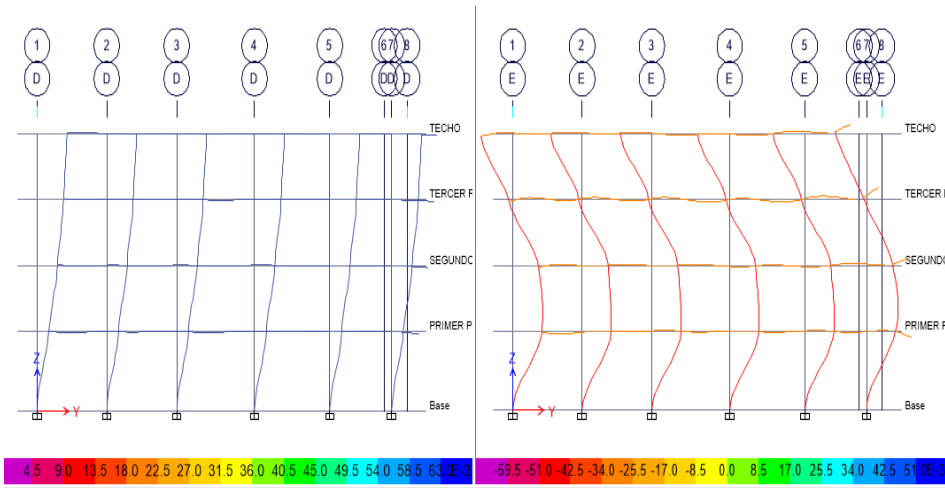 1 2 3 4 5 6 7 8
D D D D D D D D
TECHO
TERCER F
SEGUNDO
PRIMER P
Z
Y
Base
4.5 9.0 13.5 18.0 22.5 27.0 31.5 36.0 40.5 45.0 49.5 54.0 58.5 63.0E-3
1 2 3 4 5 6 7 8
E E E E E E E E
TECHO
TERCER
SEGUNDO
PRIMER F
Z
Y
Base
-59.5 -51.0 -42.5 -34.0 -25.5 -17.0 -8.5 0.0 8.5 17.0 25.5 34.0 42.5 51.0E-3